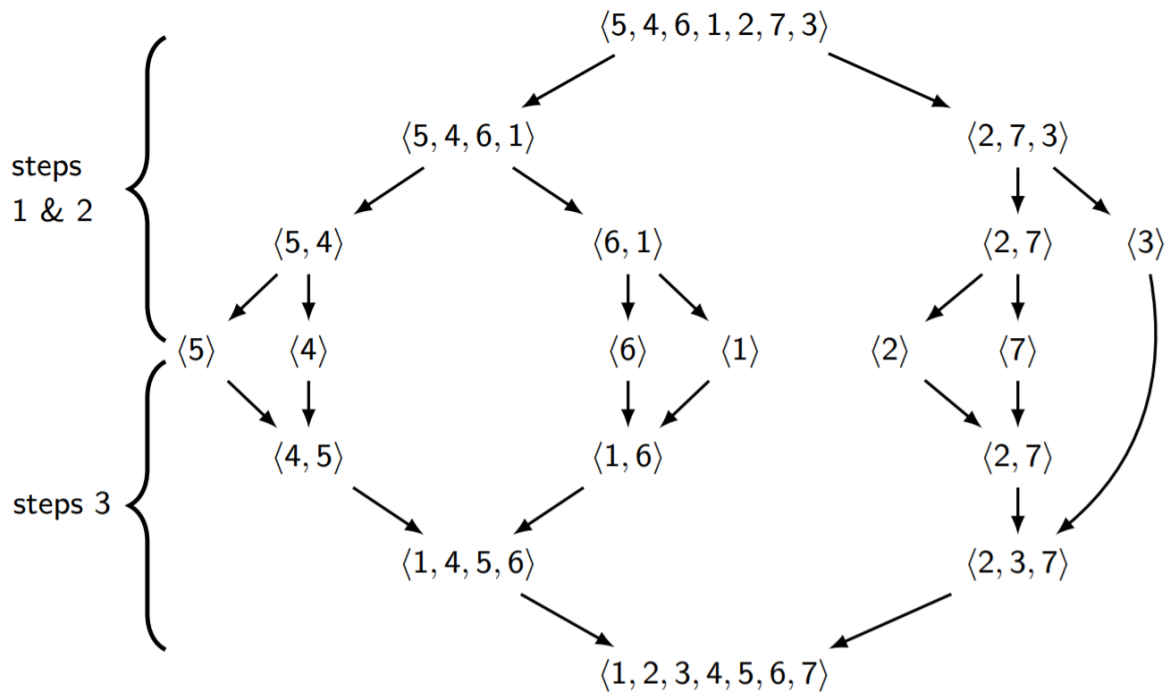 ⟨5, 4, 6, 1, 2, 7, 3⟩
⟨5, 4, 6, 1⟩ ⟨2, 7, 3⟩
steps
1 & 2
⟨5, 4⟩ ⟨6, 1⟩ ⟨2, 7⟩ ⟨3⟩
⟨5⟩ ⟨4⟩ ⟨6⟩ ⟨1⟩ ⟨2⟩ ⟨7⟩
⟨4, 5⟩ ⟨1, 6⟩ ⟨2, 7⟩
steps 3
⟨1, 4, 5, 6⟩ ⟨2, 3, 7⟩
⟨1, 2, 3, 4, 5, 6, 7⟩